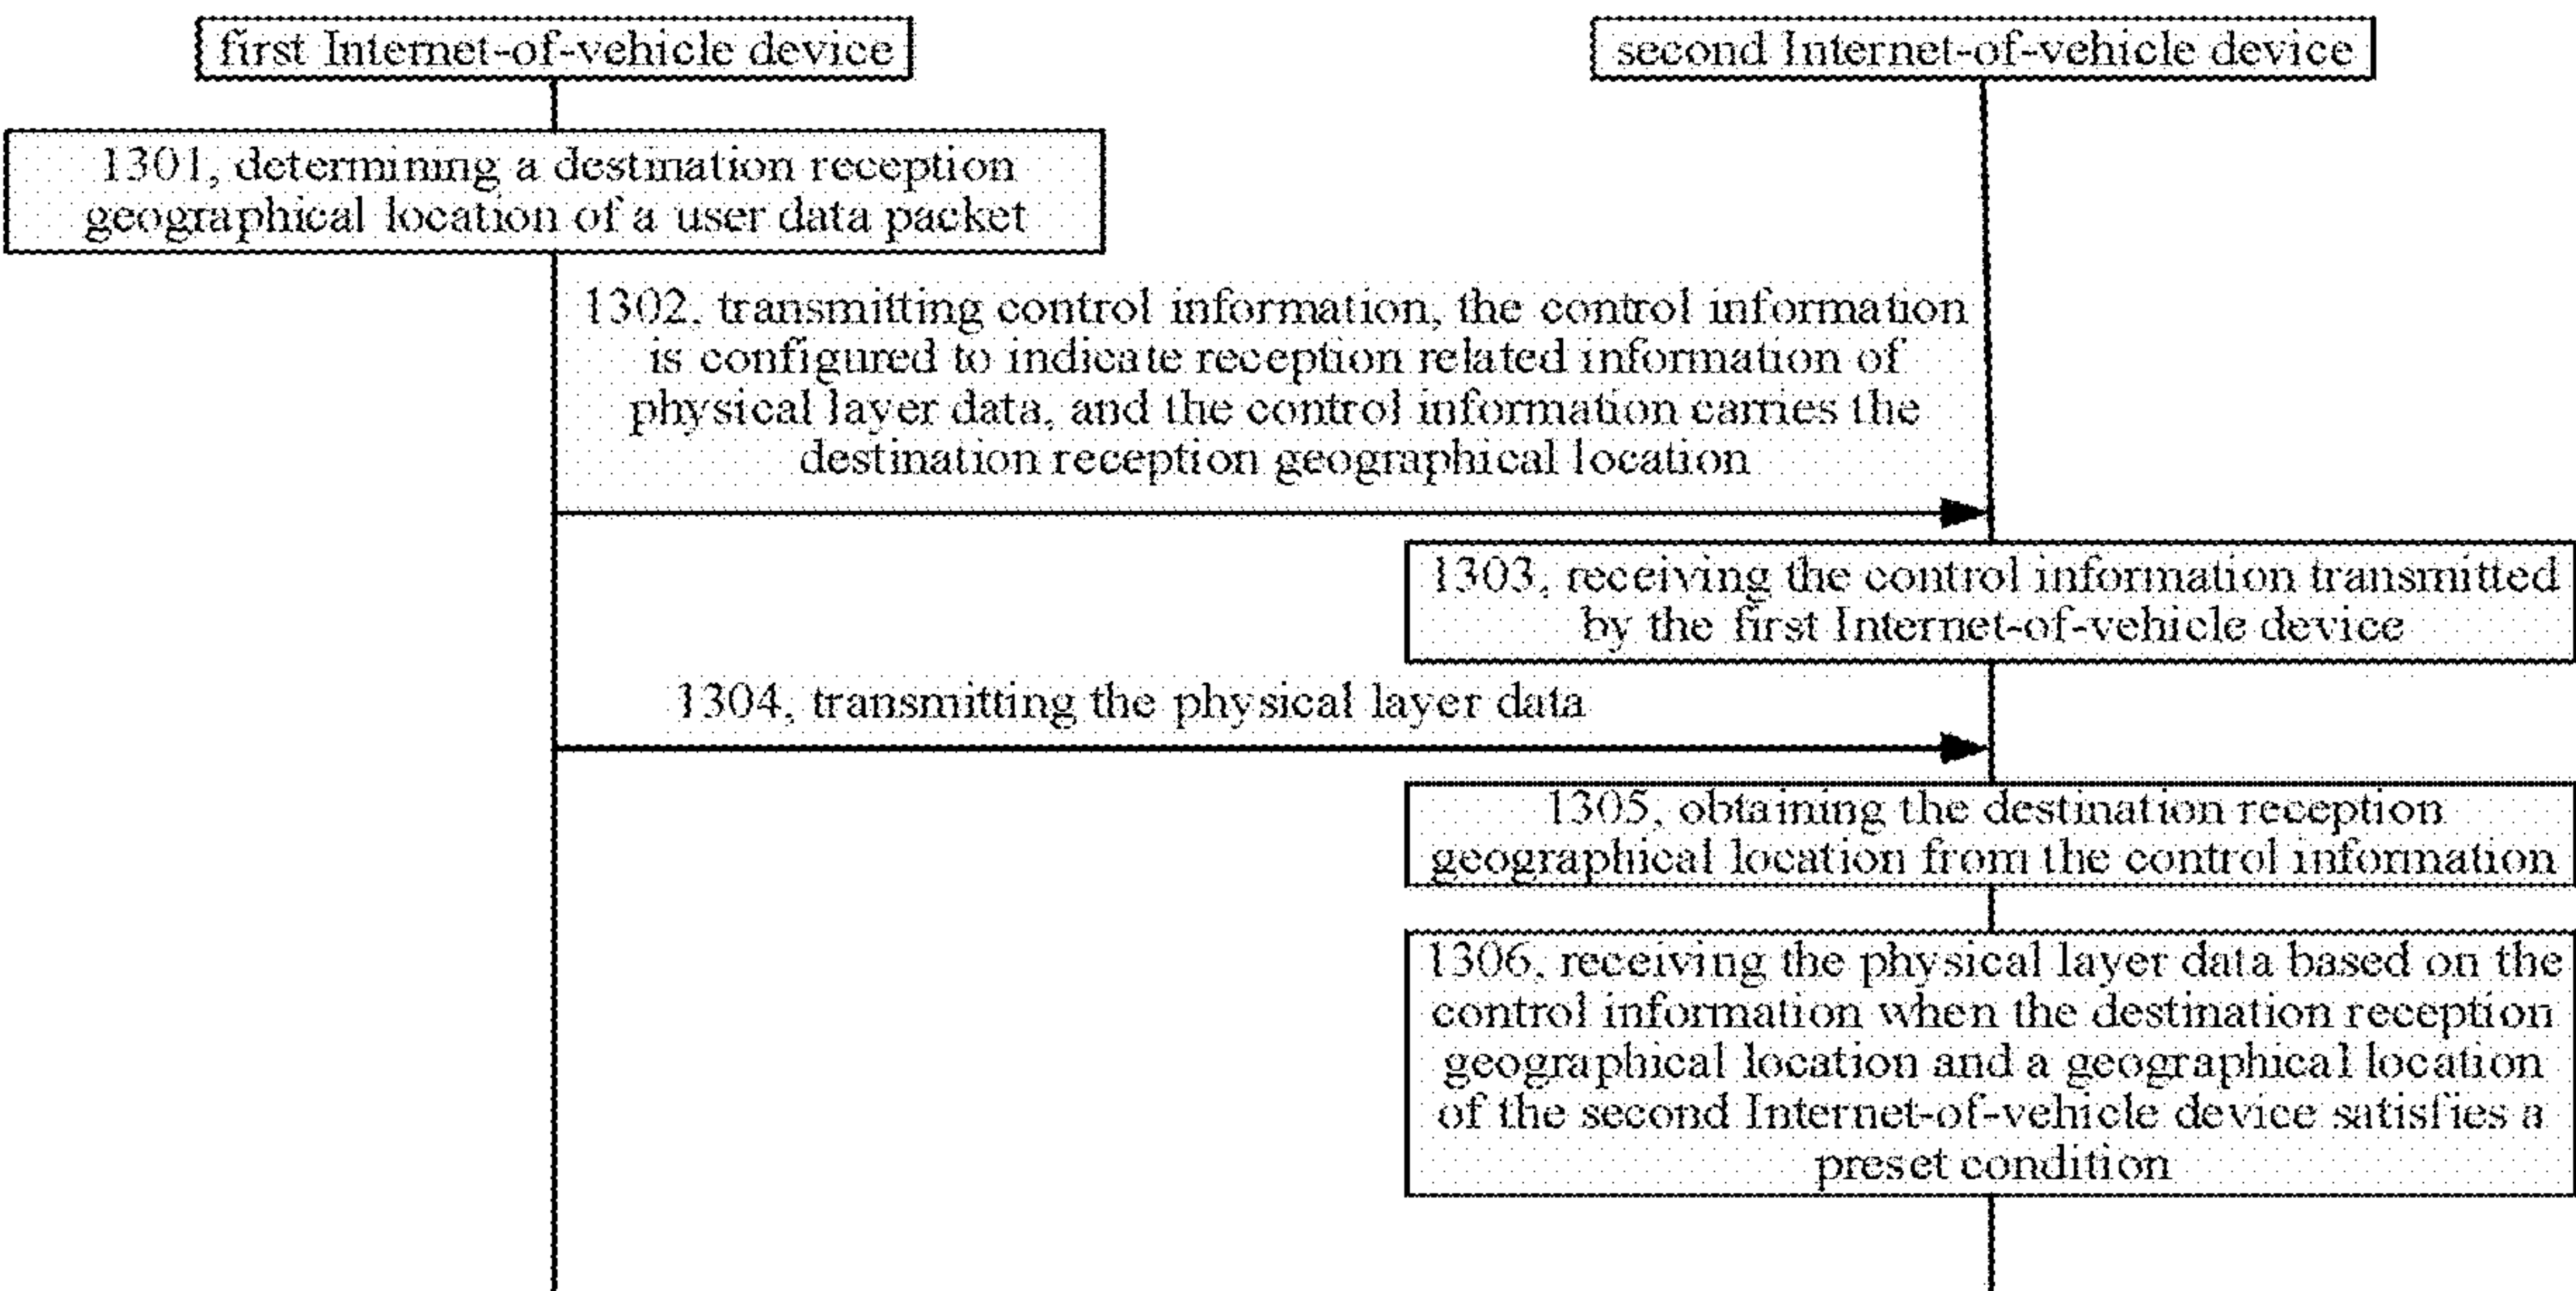 first Internet-of-vehicle device
second Internet-of-vehicle device
1301, determining a destination reception
geographical location of a user data packet
1302, transmitting control information, the control information
is configured to indicate reception related information of
physical layer data, and the control information carries the
destination reception geographical location
1303, receiving the control information transmitted
by the first Internet-of-vehicle device
1304, transmitting the physical layer data
1305, obtaining the destination reception
geographical location from the control information
1306, receiving the physical layer data based on the
control information when the destination reception
geographical location and a geographical location
of the second Internet-of-vehicle device satisfies a
preset condition